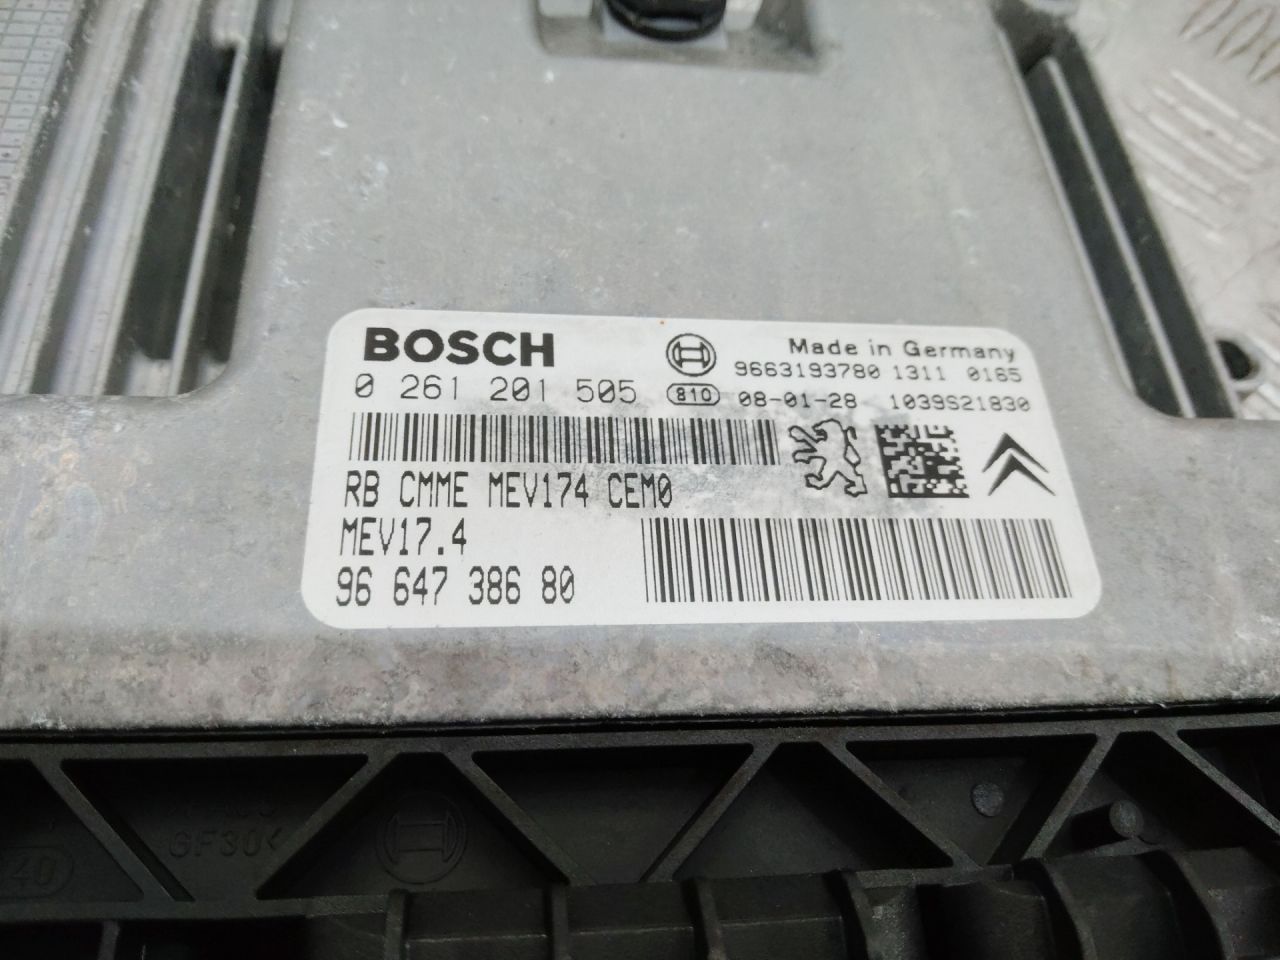 BOSCH
Made in Germany
9663193780 1311 0165
0 261 201 505
810
08-01-28 1039S21830
RB CMME MEV174 CEM0
MEV17.4
96 647 386 80
GF30<